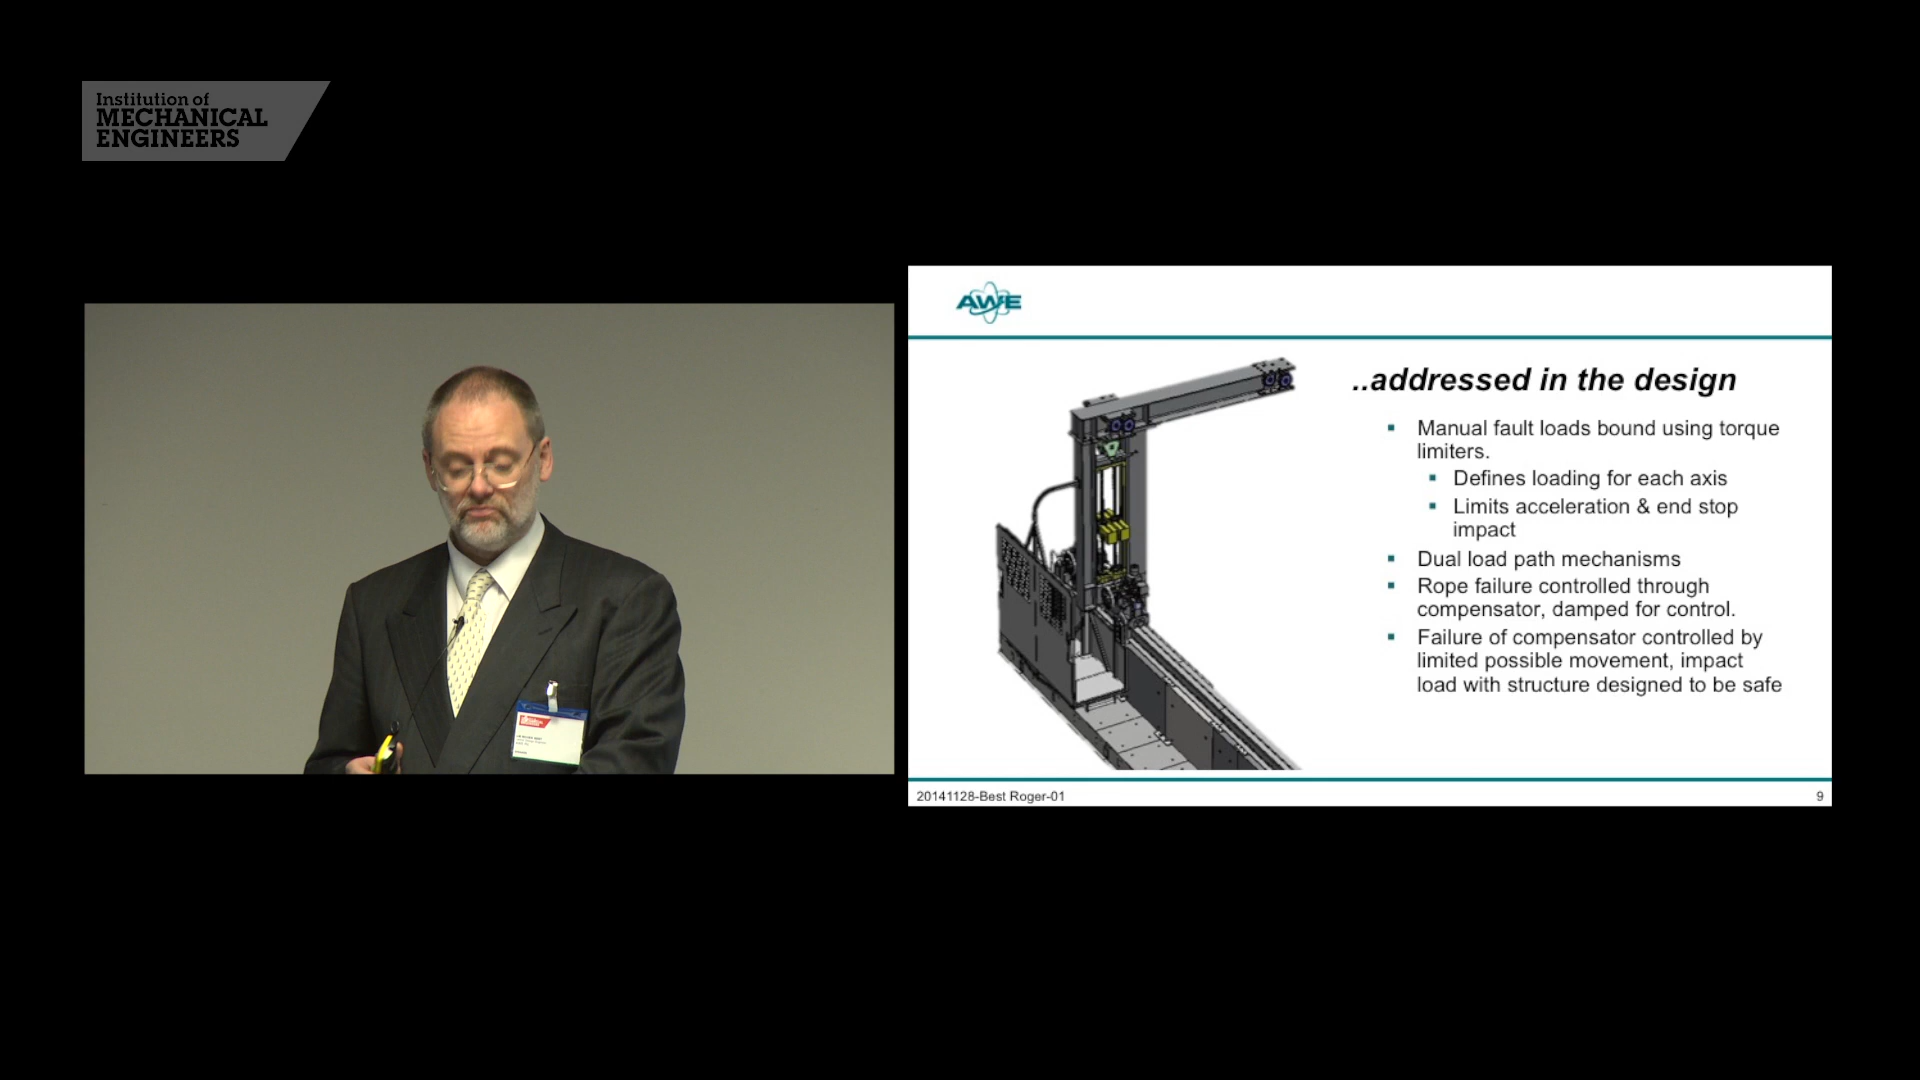 Institution of
MECHANICAL
ENGINEERS
AWE
..addressed in the design
Manual fault loads bound using torque
limiters.
Defines loading for each axis
Limits acceleration & end stop
impact
Dual load path mechanisms
Rope failure controlled through
compensator, damped for control.
Failure of compensator controlled by
limited possible movement, impact
load with structure designed to be safe
20141128-Best Roger-01
9